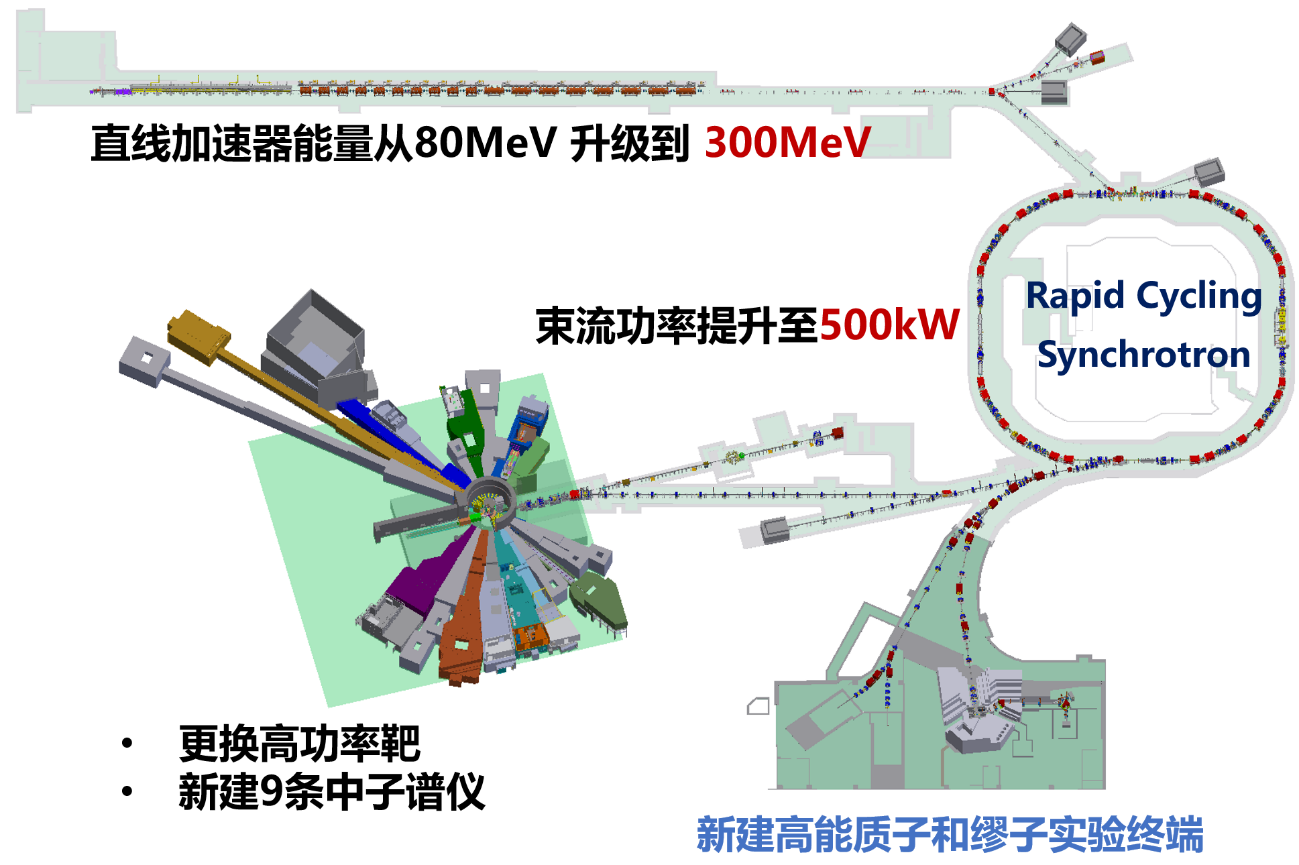 直线加速器能量从80MeV 升级到 300MeV
束流功率提升至500kW
Rapid Cycling
Synchrotron
• 更换高功率靶
• 新建9条中子谱仪
新建高能质子和缪子实验终端